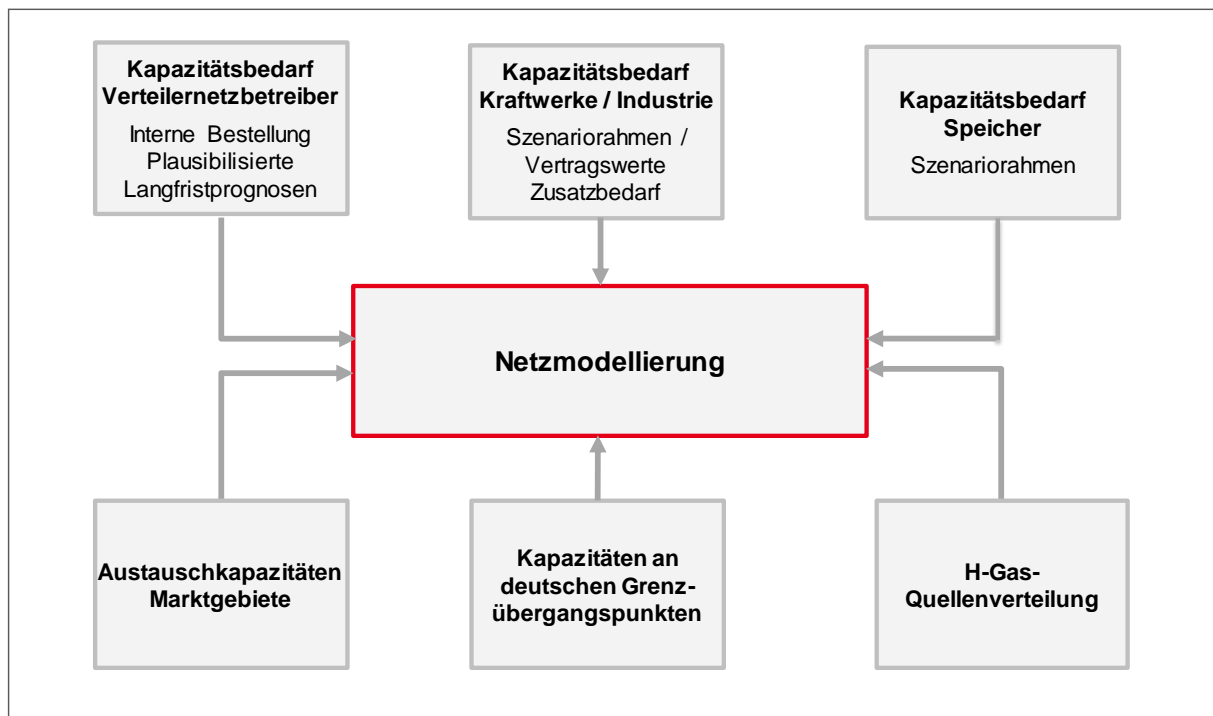 Kapazitätsbedarf
Verteilernetzbetreiber
Interne Bestellung
Plausibilisierte
Langfristprognosen
Kapazitätsbedarf
Kraftwerke / Industrie
Szenariorahmen /
Vertragswerte
Zusatzbedarf
Kapazitätsbedarf
Speicher
Szenariorahmen
Netzmodellierung
Austauschkapazitäten
Marktgebiete
Kapazitäten an
deutschen Grenz-
übergangspunkten
H-Gas-
Quellenverteilung